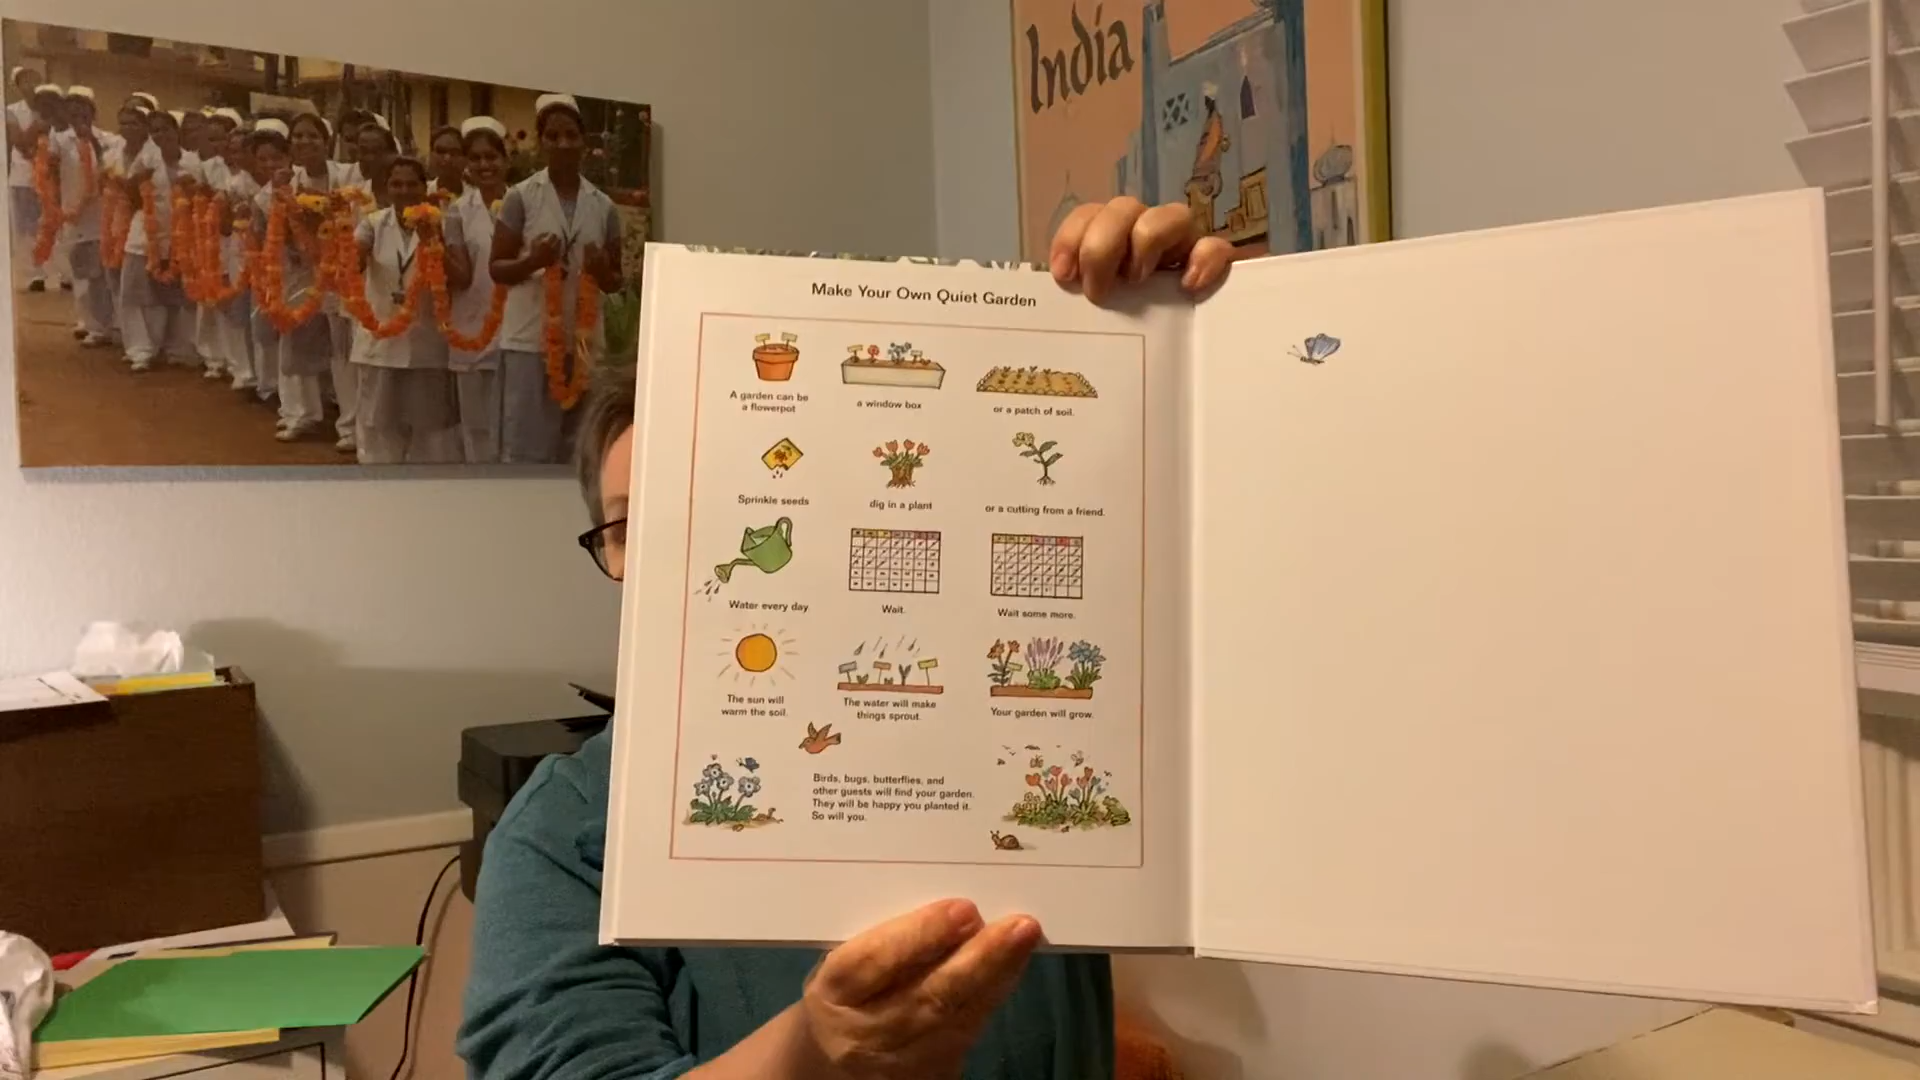 India
Make Your Own Quiet Garden
A garden can be
a flowerpot
a window box
or a patch of soil.
Sprinkle seeds
dig in a plant
or a cutting from a friend.
Water every day.
Wait.
Wait some more.
The sun will
warm the soil.
The water will make
things sprout.
Your garden will grow.
Birds, bugs, butterflies, and
other guests will find your garden.
They will be happy you planted it.
So will you.